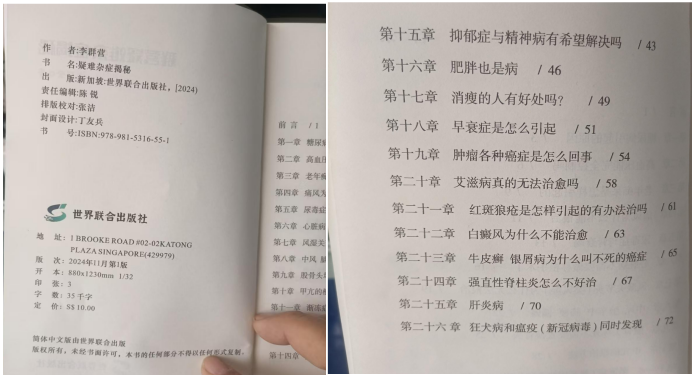 作　者:李群营
书　名:疑难杂症揭秘
出　版:新加坡:世界联合出版社，[2024]
责任编辑:陈 锐
排版校对:张洁
封面设计:丁友兵
书　号:ISBN:978-981-5316-55-1
世界联合出版社
地　址: 1 BROOKE ROAD #02-02KATONG
PLAZA SINGAPORE(429979)
版　次: 2024年11月第1版
开　本: 880x1230mm 1/32
印　张: 3
字　数: 35千字
定　价: S$ 10.00
简体中文版由世界联合出版
版权所有，未经书面许可，本书的任何部分不得以任何形式复制。
前 言 / 1
第一章 糖尿
第二章 高血压
第三章 老年
第四章 痛风为
第五章 尿毒症
第六章 心脏病
第七章 风湿关
第八章 中风
第九章 股骨头
第十章 甲亢的
第十一章
第十四章
第十五章 抑郁症与精神病有希望解决吗 / 43
第十六章 肥胖也是病 / 46
第十七章 消瘦的人有好处吗? / 49
第十八章 早衰症是怎么引起 / 51
第十九章 肿瘤各种癌症是怎么回事 / 54
第二十章 艾滋病真的无法治愈吗 / 58
第二十一章 红斑狼疮是怎样引起的有办法治吗 / 61
第二十二章 白癜风为什么不能治愈 / 63
第二十三章 牛皮癣 银屑病为什么叫不死的癌症 / 65
第二十四章 强直性脊柱炎怎么不好治 / 67
第二十五章 肝炎病 / 70
第二十六章 狂犬病和瘟疫(新冠病毒)同时发现 / 72